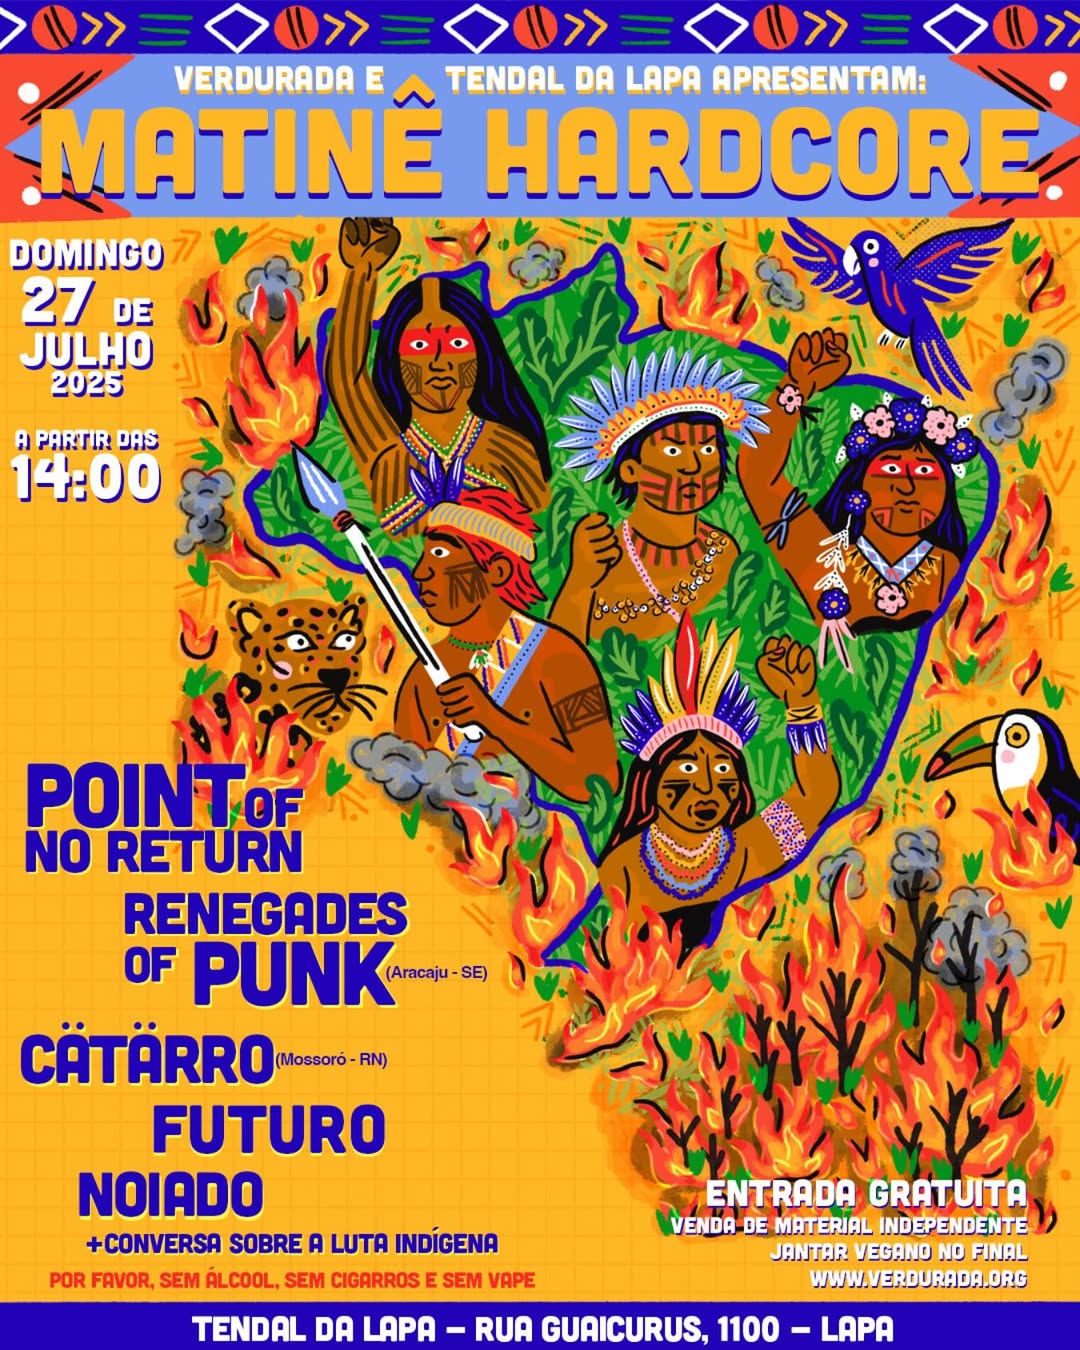 VERDURADA E TENDAL DA LAPA APRESENTAM:
MATINÊ HARDCORE
DOMINGO
27 DE
JULHO
2025
A PARTIR DAS
14:00
POINT OF
NO RETURN
RENEGADES
OF PUNK (Aracaju - SE)
CÄTÄRRO (Mossoró - RN)
FUTURO
NOIADO
+CONVERSA SOBRE A LUTA INDÍGENA
POR FAVOR, SEM ÁLCOOL, SEM CIGARROS E SEM VAPE
ENTRADA GRATUITA
VENDA DE MATERIAL INDEPENDENTE
JANTAR VEGANO NO FINAL
WWW.VERDURADA.ORG
TENDAL DA LAPA – RUA GUAICURUS, 1100 – LAPA